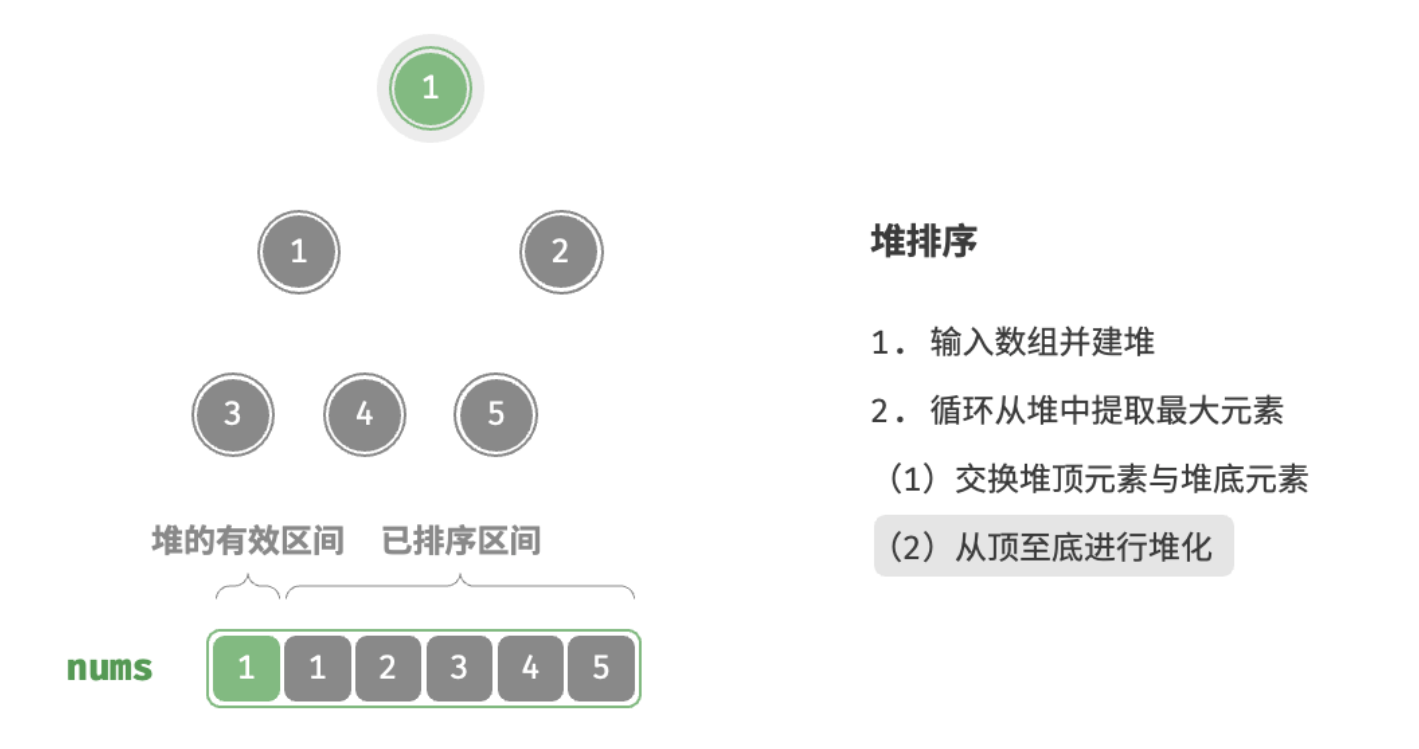 1
1 2
3 4 5
堆的有效区间 已排序区间
nums 1 1 2 3 4 5
堆排序
1. 输入数组并建堆
2. 循环从堆中提取最大元素
（1）交换堆顶元素与堆底元素
（2）从顶至底进行堆化